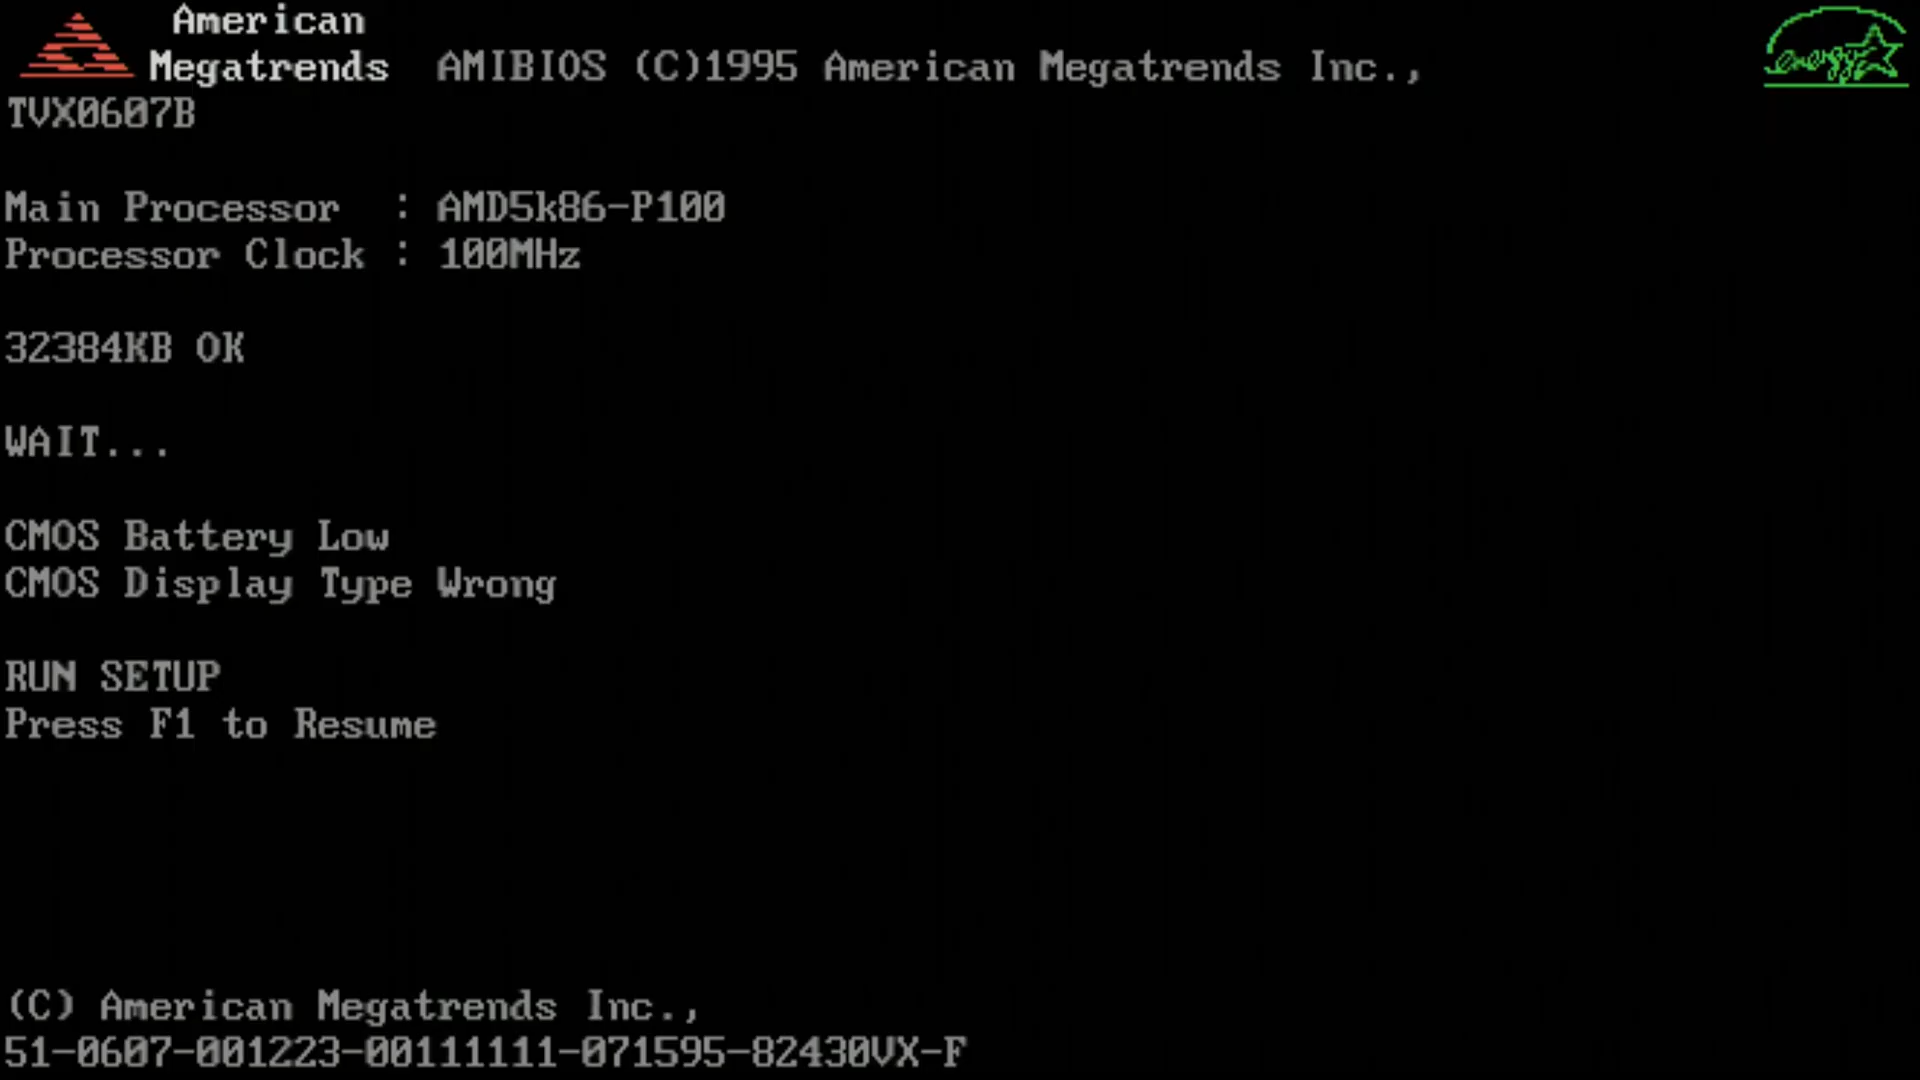 American
Megatrends AMIBIOS (C)1995 American Megatrends Inc.,
energy
TVX0607B
Main Processor : AMD5k86-P100
Processor Clock : 100MHz
32384KB OK
WAIT...
CMOS Battery Low
CMOS Display Type Wrong
RUN SETUP
Press F1 to Resume
(C) American Megatrends Inc.,
51-0607-001223-00111111-071595-82430VX-F